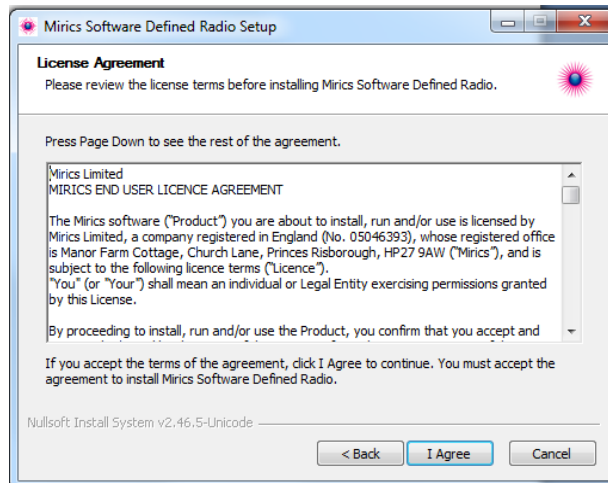 Mirics Software Defined Radio Setup
License Agreement
Please review the license terms before installing Mirics Software Defined Radio.
Press Page Down to see the rest of the agreement.
Mirics Limited
MIRICS END USER LICENCE AGREEMENT
The Mirics software ("Product") you are about to install, run and/or use is licensed by
Mirics Limited, a company registered in England (No. 05046393), whose registered office
is Manor Farm Cottage, Church Lane, Princes Risborough, HP27 9AW ("Mirics"), and is
subject to the following licence terms ("Licence").
"You" (or "Your") shall mean an individual or Legal Entity exercising permissions granted
by this License.
By proceeding to install, run and/or use the Product, you confirm that you accept and
If you accept the terms of the agreement, click I Agree to continue. You must accept the
agreement to install Mirics Software Defined Radio.
Nullsoft Install System v2.46.5-Unicode
< Back
I Agree
Cancel